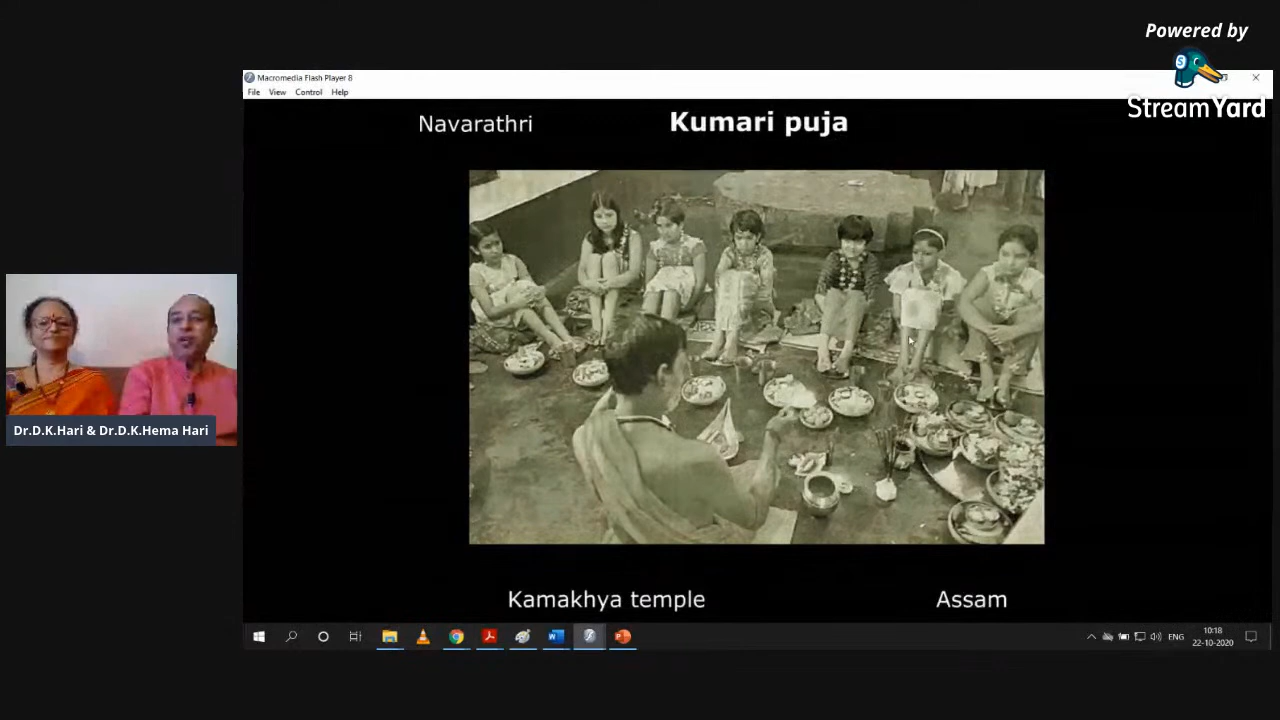 Powered by
StreamYard
Macromedia Flash Player 8
File View Control Help
Navarathri
Kumari puja
Dr.D.K.Hari & Dr.D.K.Hema Hari
Kamakhya temple
Assam
ENG
10:18
22-10-2020